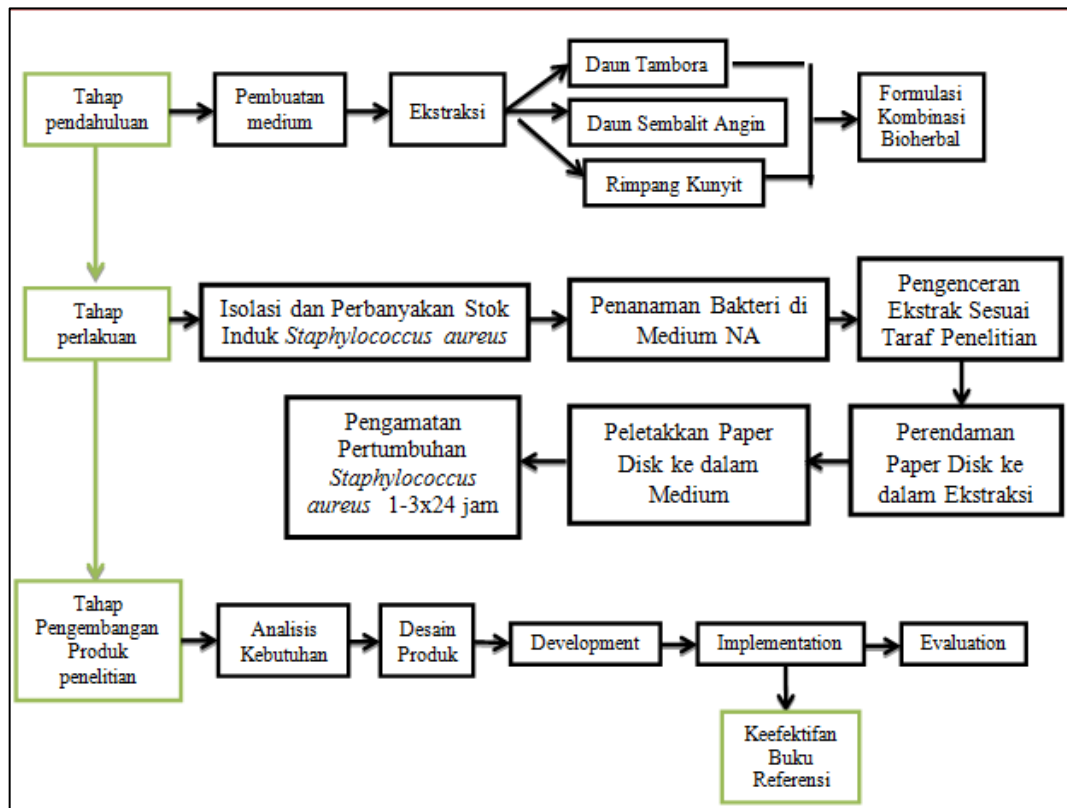 Tahap
pendahuluan
Pembuatan
medium
Ekstraksi
Daun Tambora
Daun Sembalit Angin
Rimpang Kunyit
Formulasi
Kombinasi
Bioherbal
Tahap
perlakuan
Isolasi dan Perbanyakan Stok
Induk Staphylococcus aureus
Penanaman Bakteri di
Medium NA
Pengenceran
Ekstrak Sesuai
Taraf Penelitian
Perendaman
Paper Disk ke
dalam Ekstraksi
Peletakkan Paper
Disk ke dalam
Medium
Pengamatan
Pertumbuhan
Staphylococcus
aureus 1-3x24 jam
Tahap
Pengembangan
Produk
penelitian
Analisis
Kebutuhan
Desain
Produk
Development
Implementation
Evaluation
Keefektifan
Buku
Referensi